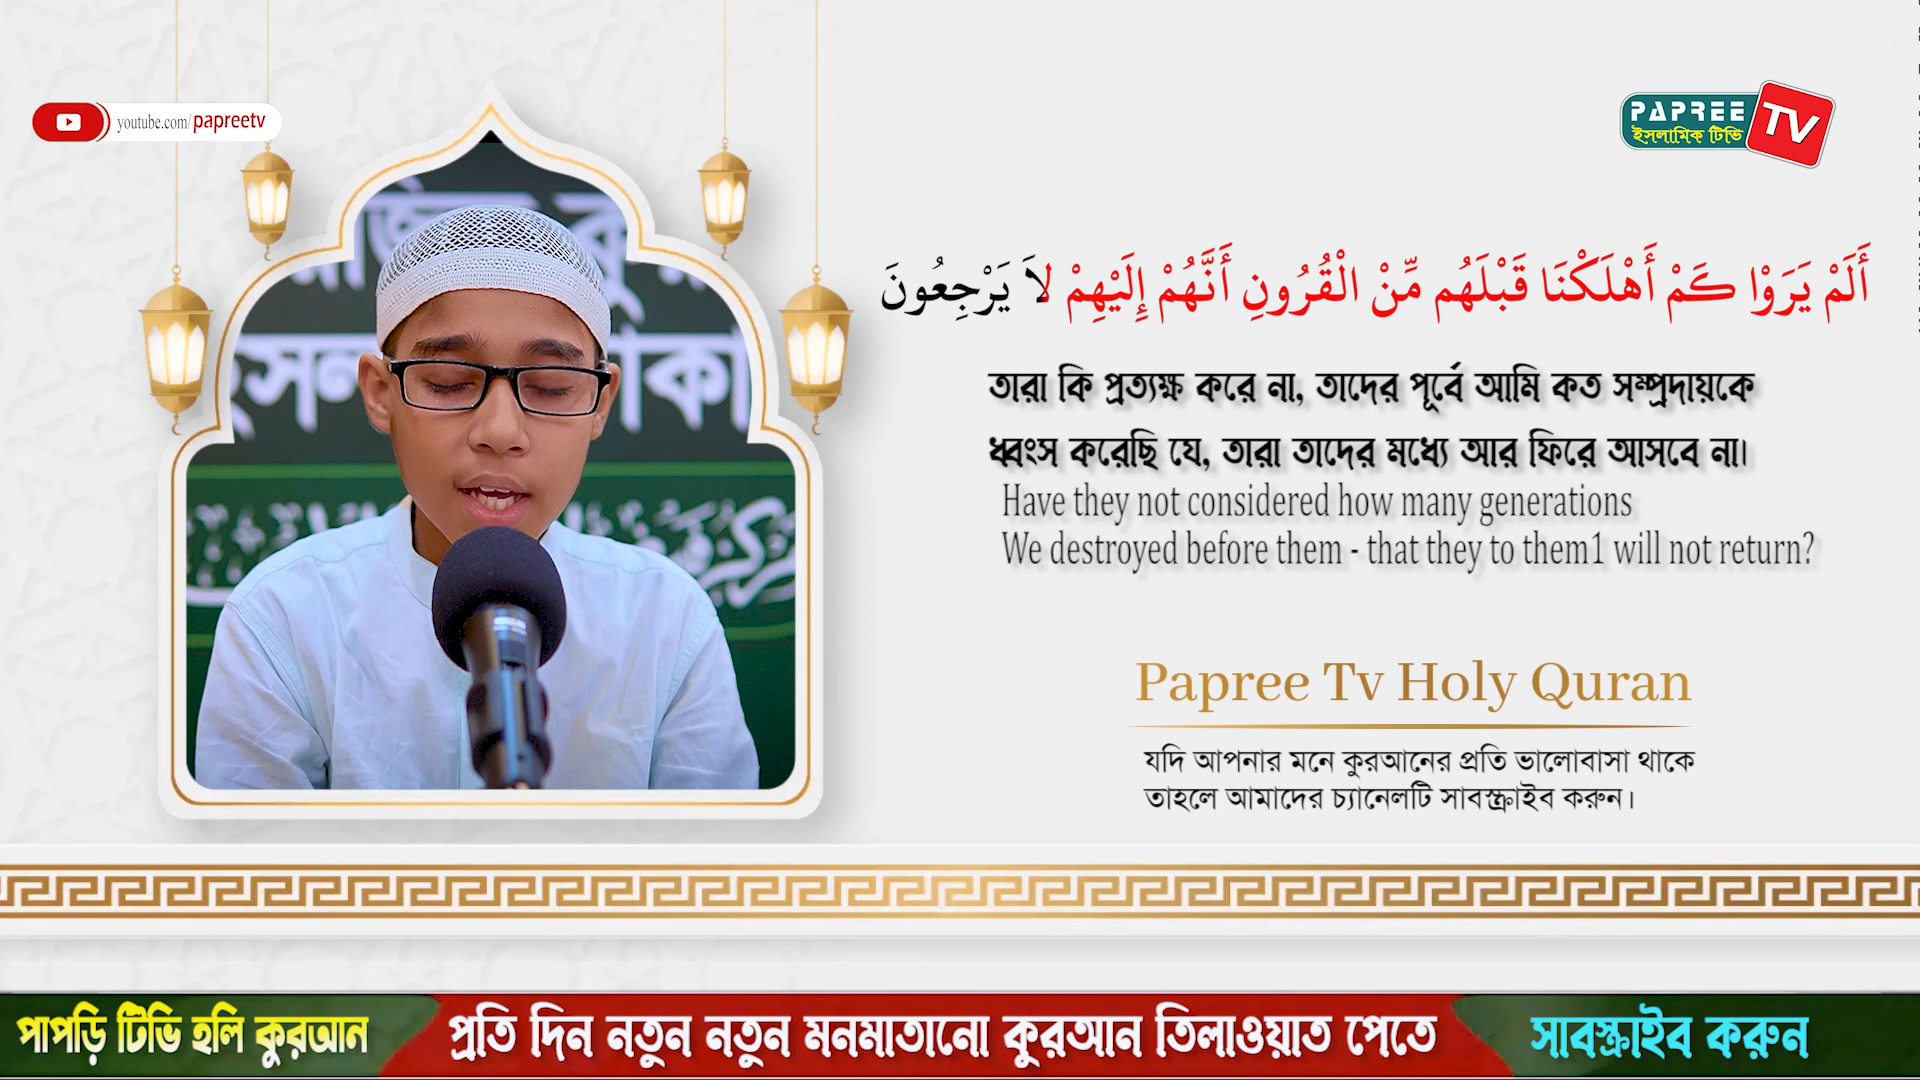 youtube.com/papreetv
PAPREE TV
ইসলামিক টিভি
أَلَمْ يَرَوْا كَمْ أَهْلَكْنَا قَبْلَهُم مِّنْ الْقُرُونِ أَنَّهُمْ إِلَيْهِمْ لاَ يَرْجِعُونَ
তারা কি প্রত্যক্ষ করে না, তাদের পূর্বে আমি কত সম্প্রদায়কে
ধ্বংস করেছি যে, তারা তাদের মধ্যে আর ফিরে আসবে না।
Have they not considered how many generations
We destroyed before them - that they to them1 will not return?
Papree Tv Holy Quran
যদি আপনার মনে কুরআনের প্রতি ভালোবাসা থাকে
তাহলে আমাদের চ্যানেলটি সাবস্ক্রাইব করুন।
পাপড়ি টিভি হলি কুরআন প্রতি দিন নতুন নতুন মনমাতানো কুরআন তিলাওয়াত পেতে সাবস্ক্রাইব করুন